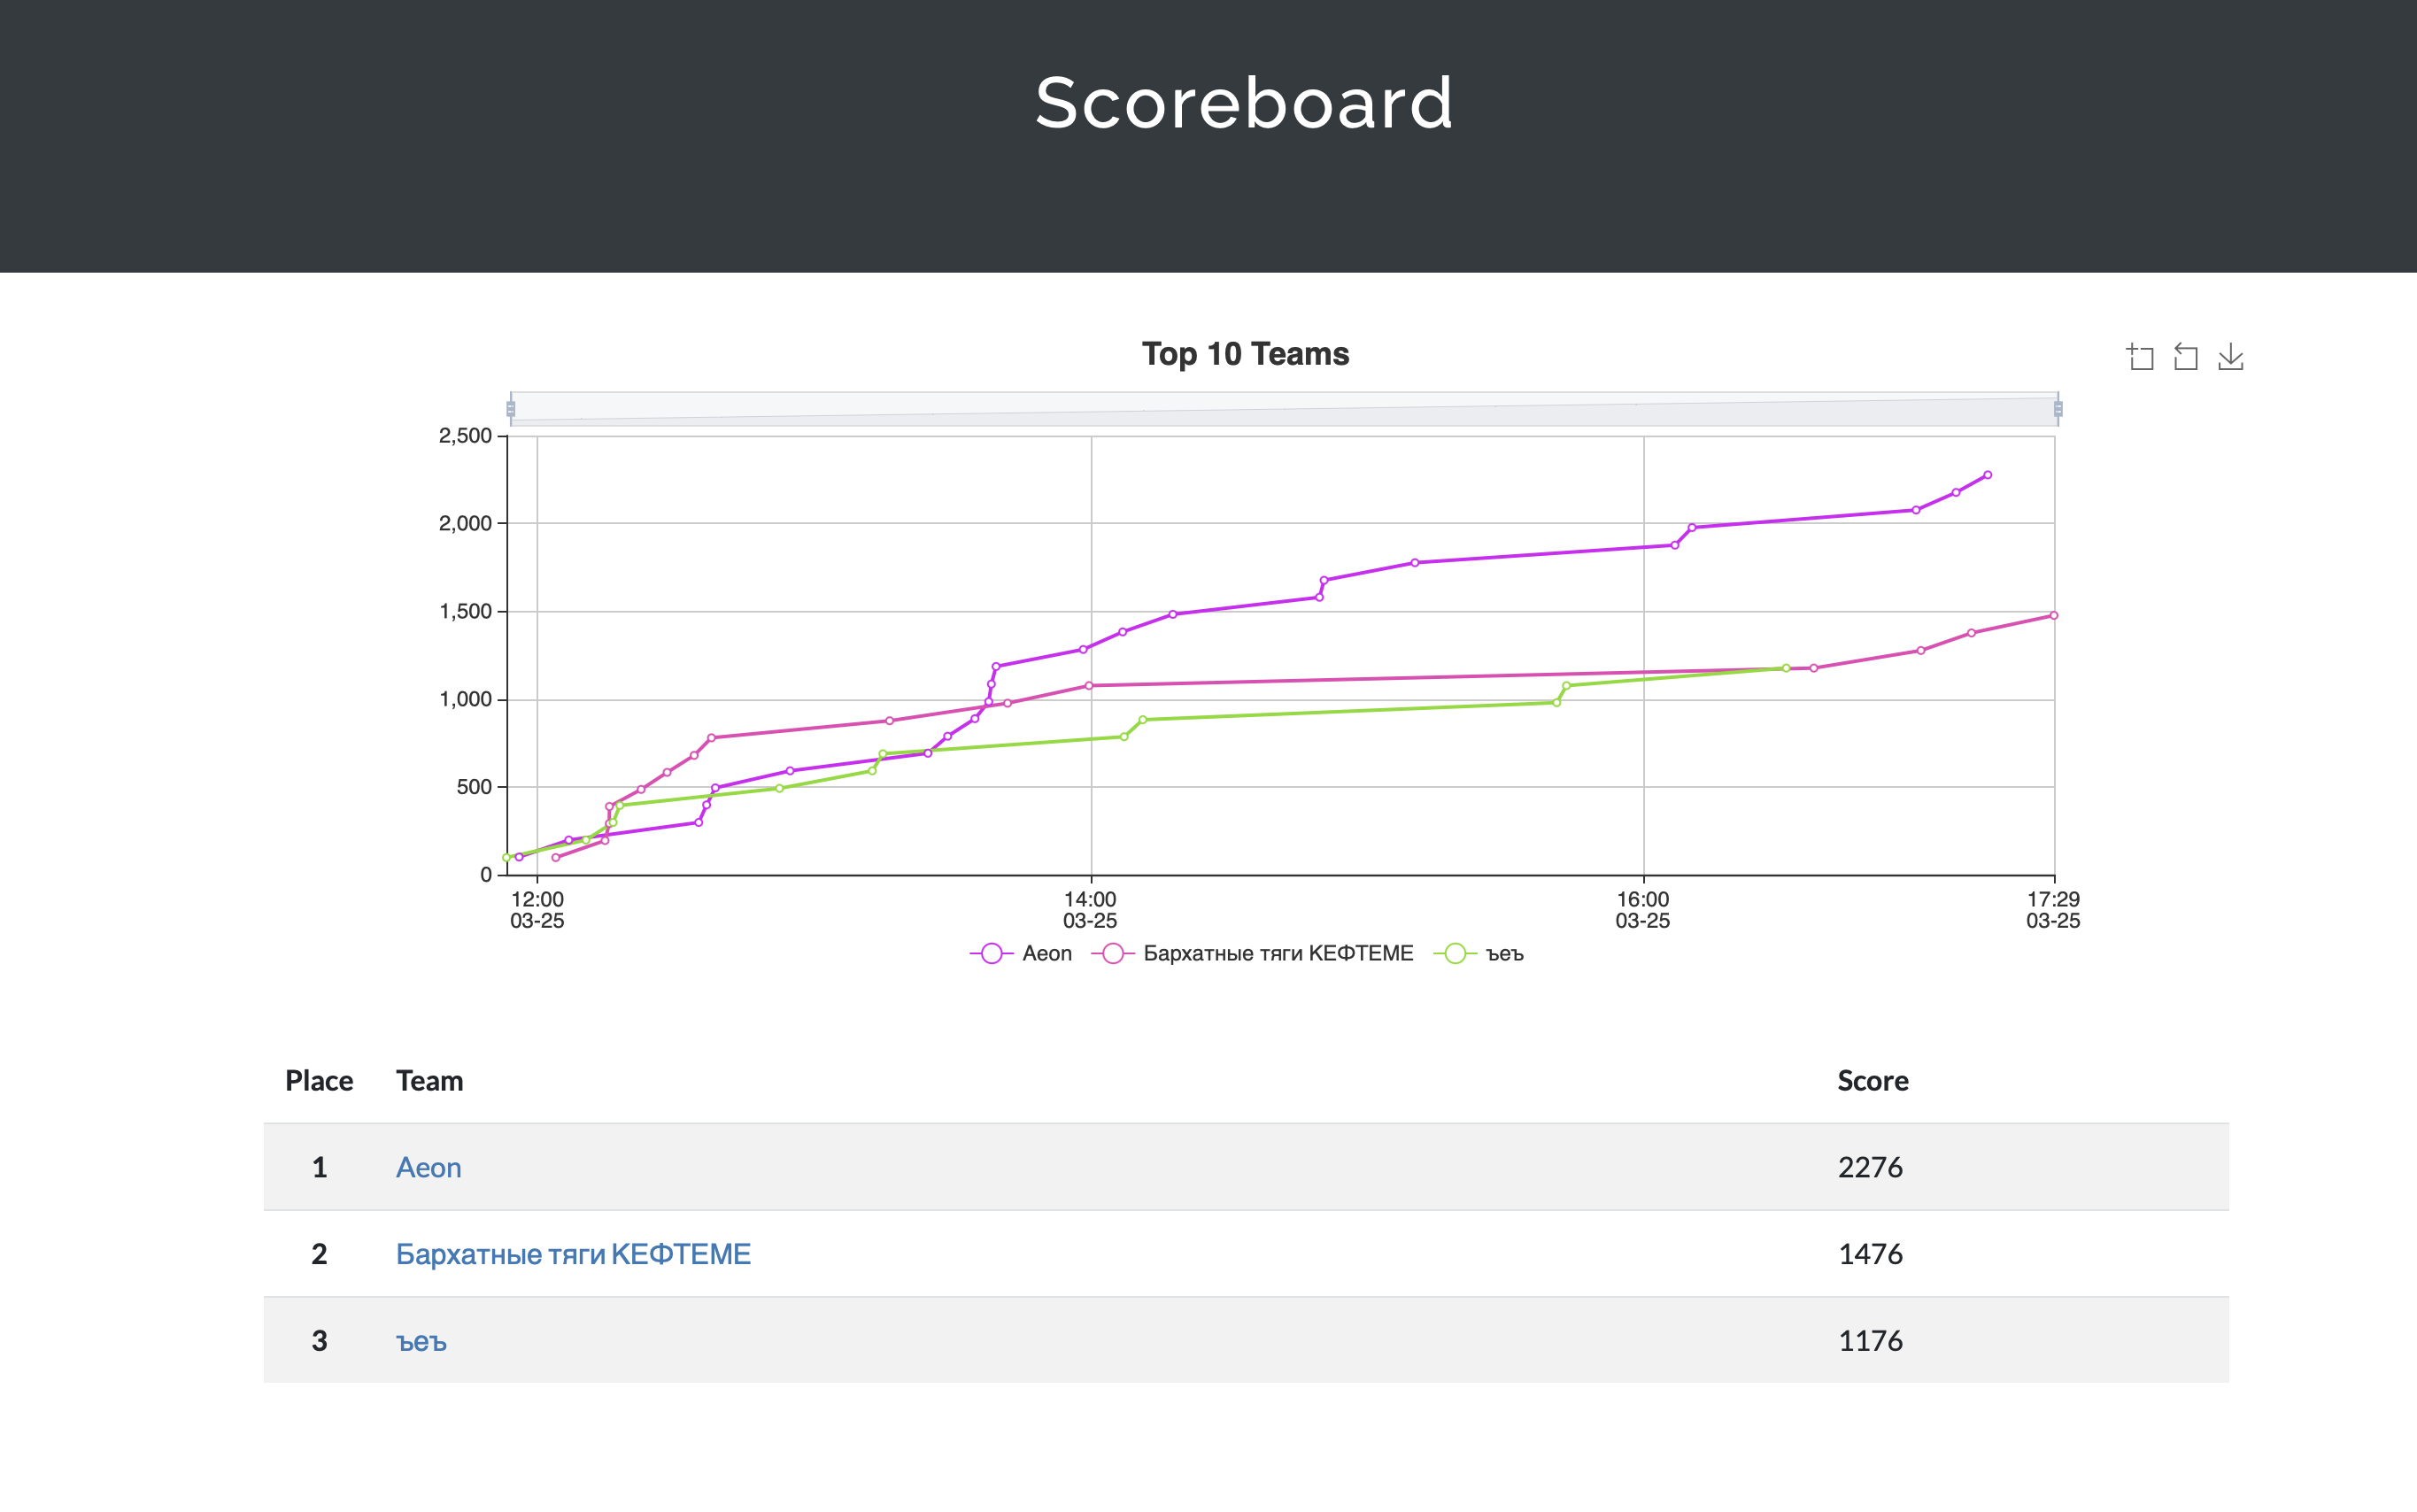 Scoreboard
Top 10 Teams
2,500
2,000
1,500
1,000
500
0
12:00 14:00 16:00 17:29
03-25 03-25 03-25 03-25
Aeon Бархатные тяги КЕФТЕМЕ ъеъ
Place Team Score
1 Aeon 2276
2 Бархатные тяги КЕФТЕМЕ 1476
3 ъеъ 1176